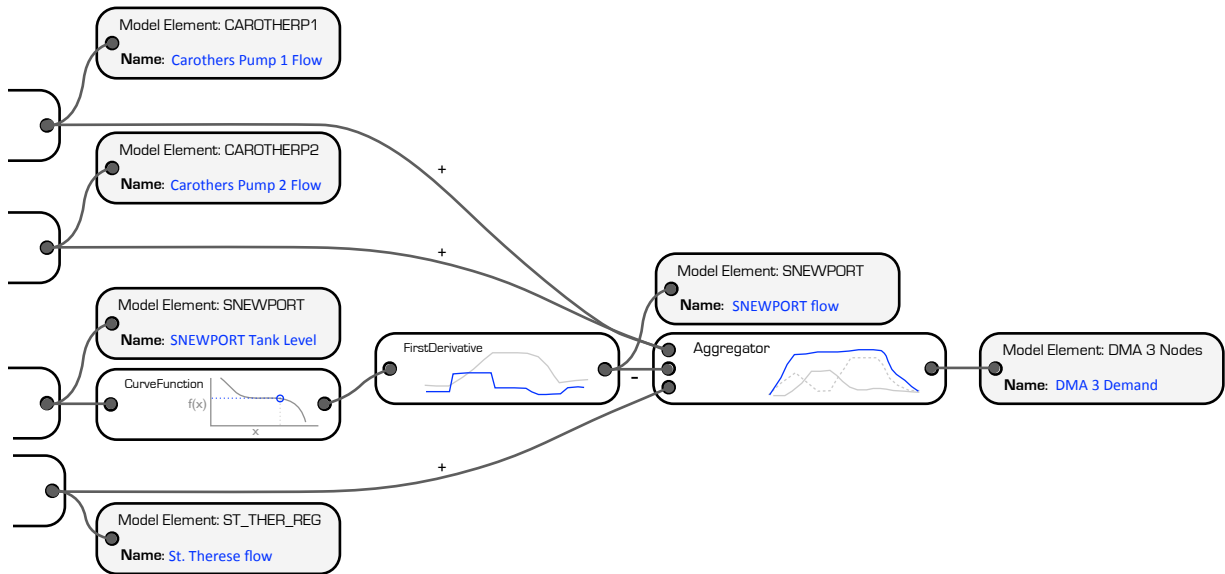 Model Element: CAROTHERP1
Name: Carothers Pump 1 Flow
+
Model Element: CAROTHERP2
Name: Carothers Pump 2 Flow
+
Model Element: SNEWPORT
Name: SNEWPORT flow
Model Element: SNEWPORT
Name: SNEWPORT Tank Level
FirstDerivative
Aggregator
Model Element: DMA 3 Nodes
Name: DMA 3 Demand
-
CurveFunction
f(x)
x
+
Model Element: ST_THER_REG
Name: St. Therese flow